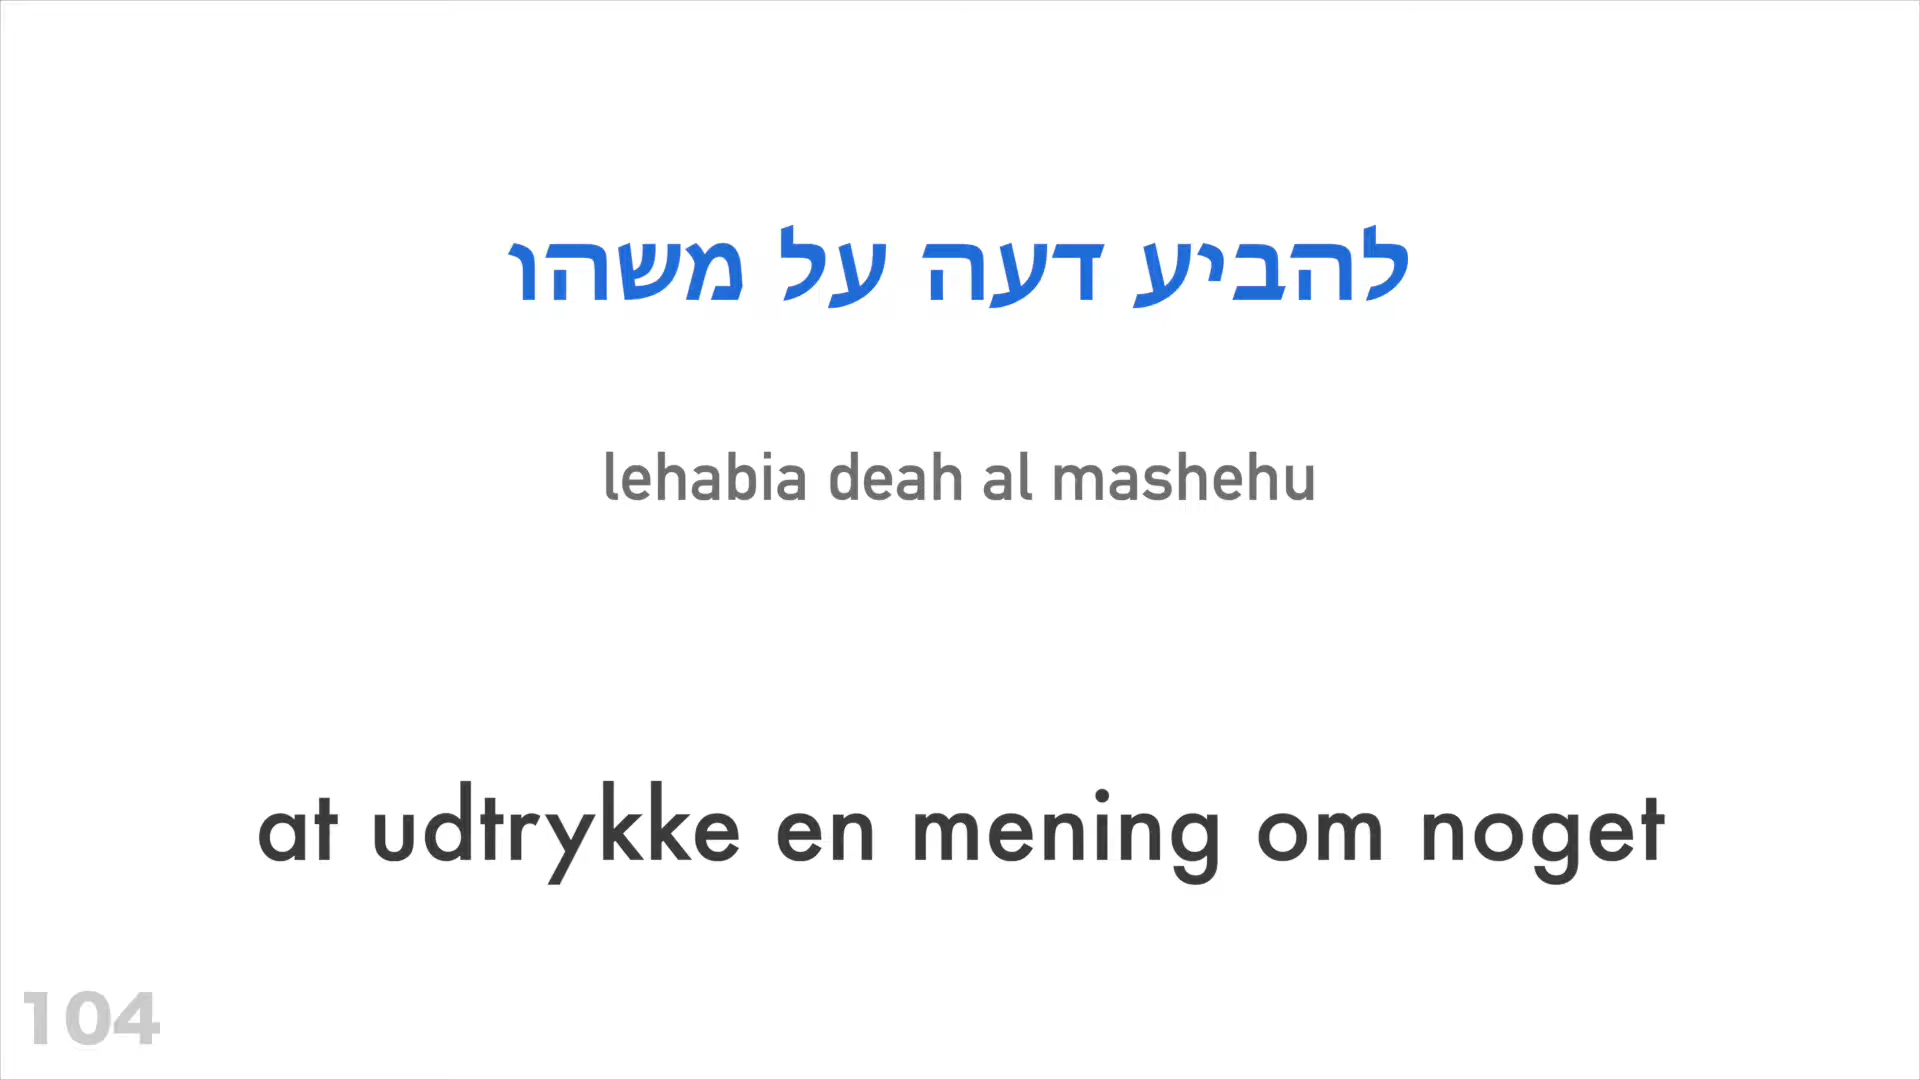 להביע דעה על משהו
lehabia deah al mashehu
at udtrykke en mening om noget
104